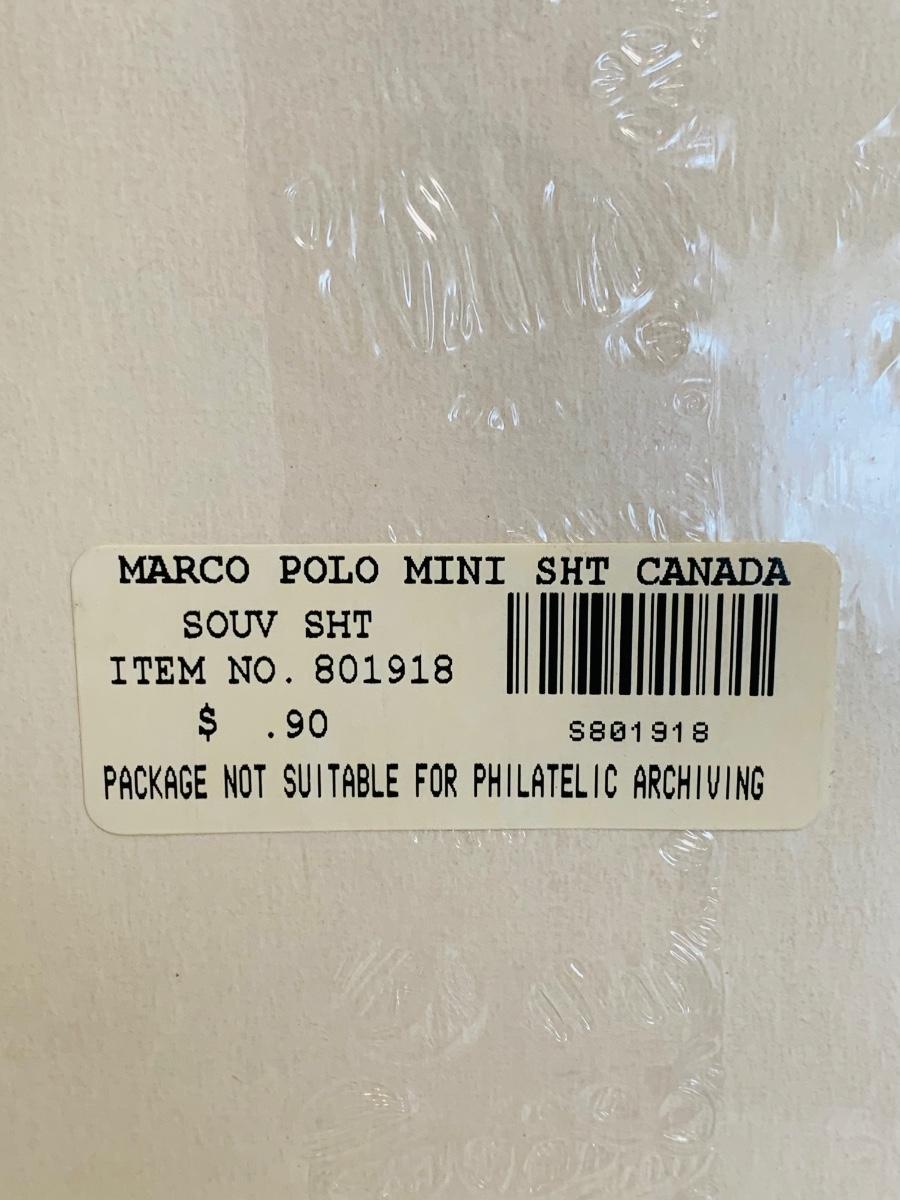 MARCO POLO MINI SHT CANADA
SOUV SHT
ITEM NO. 801918
$ .90
S801918
PACKAGE NOT SUITABLE FOR PHILATELIC ARCHIVING